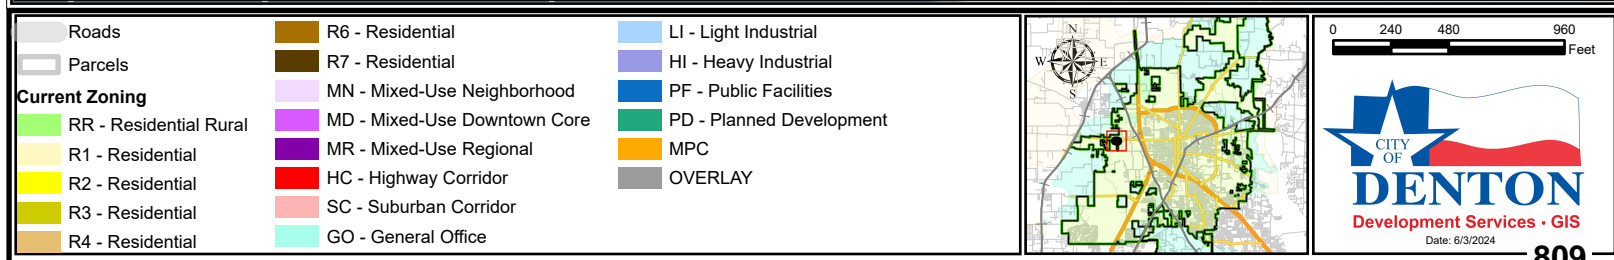 Roads
Parcels
Current Zoning
RR - Residential Rural
R1 - Residential
R2 - Residential
R3 - Residential
R4 - Residential
R6 - Residential
R7 - Residential
MN - Mixed-Use Neighborhood
MD - Mixed-Use Downtown Core
MR - Mixed-Use Regional
HC - Highway Corridor
SC - Suburban Corridor
GO - General Office
LI - Light Industrial
HI - Heavy Industrial
PF - Public Facilities
PD - Planned Development
MPC
OVERLAY
N
W E
S
0 240 480 960
Feet
CITY
OF
DENTON
Development Services • GIS
Date: 6/3/2024
809